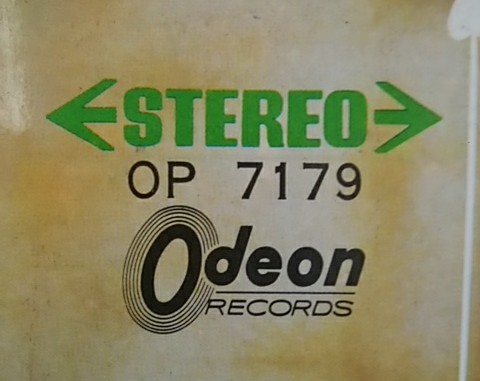 STEREO
OP 7179
Odeon
RECORDS